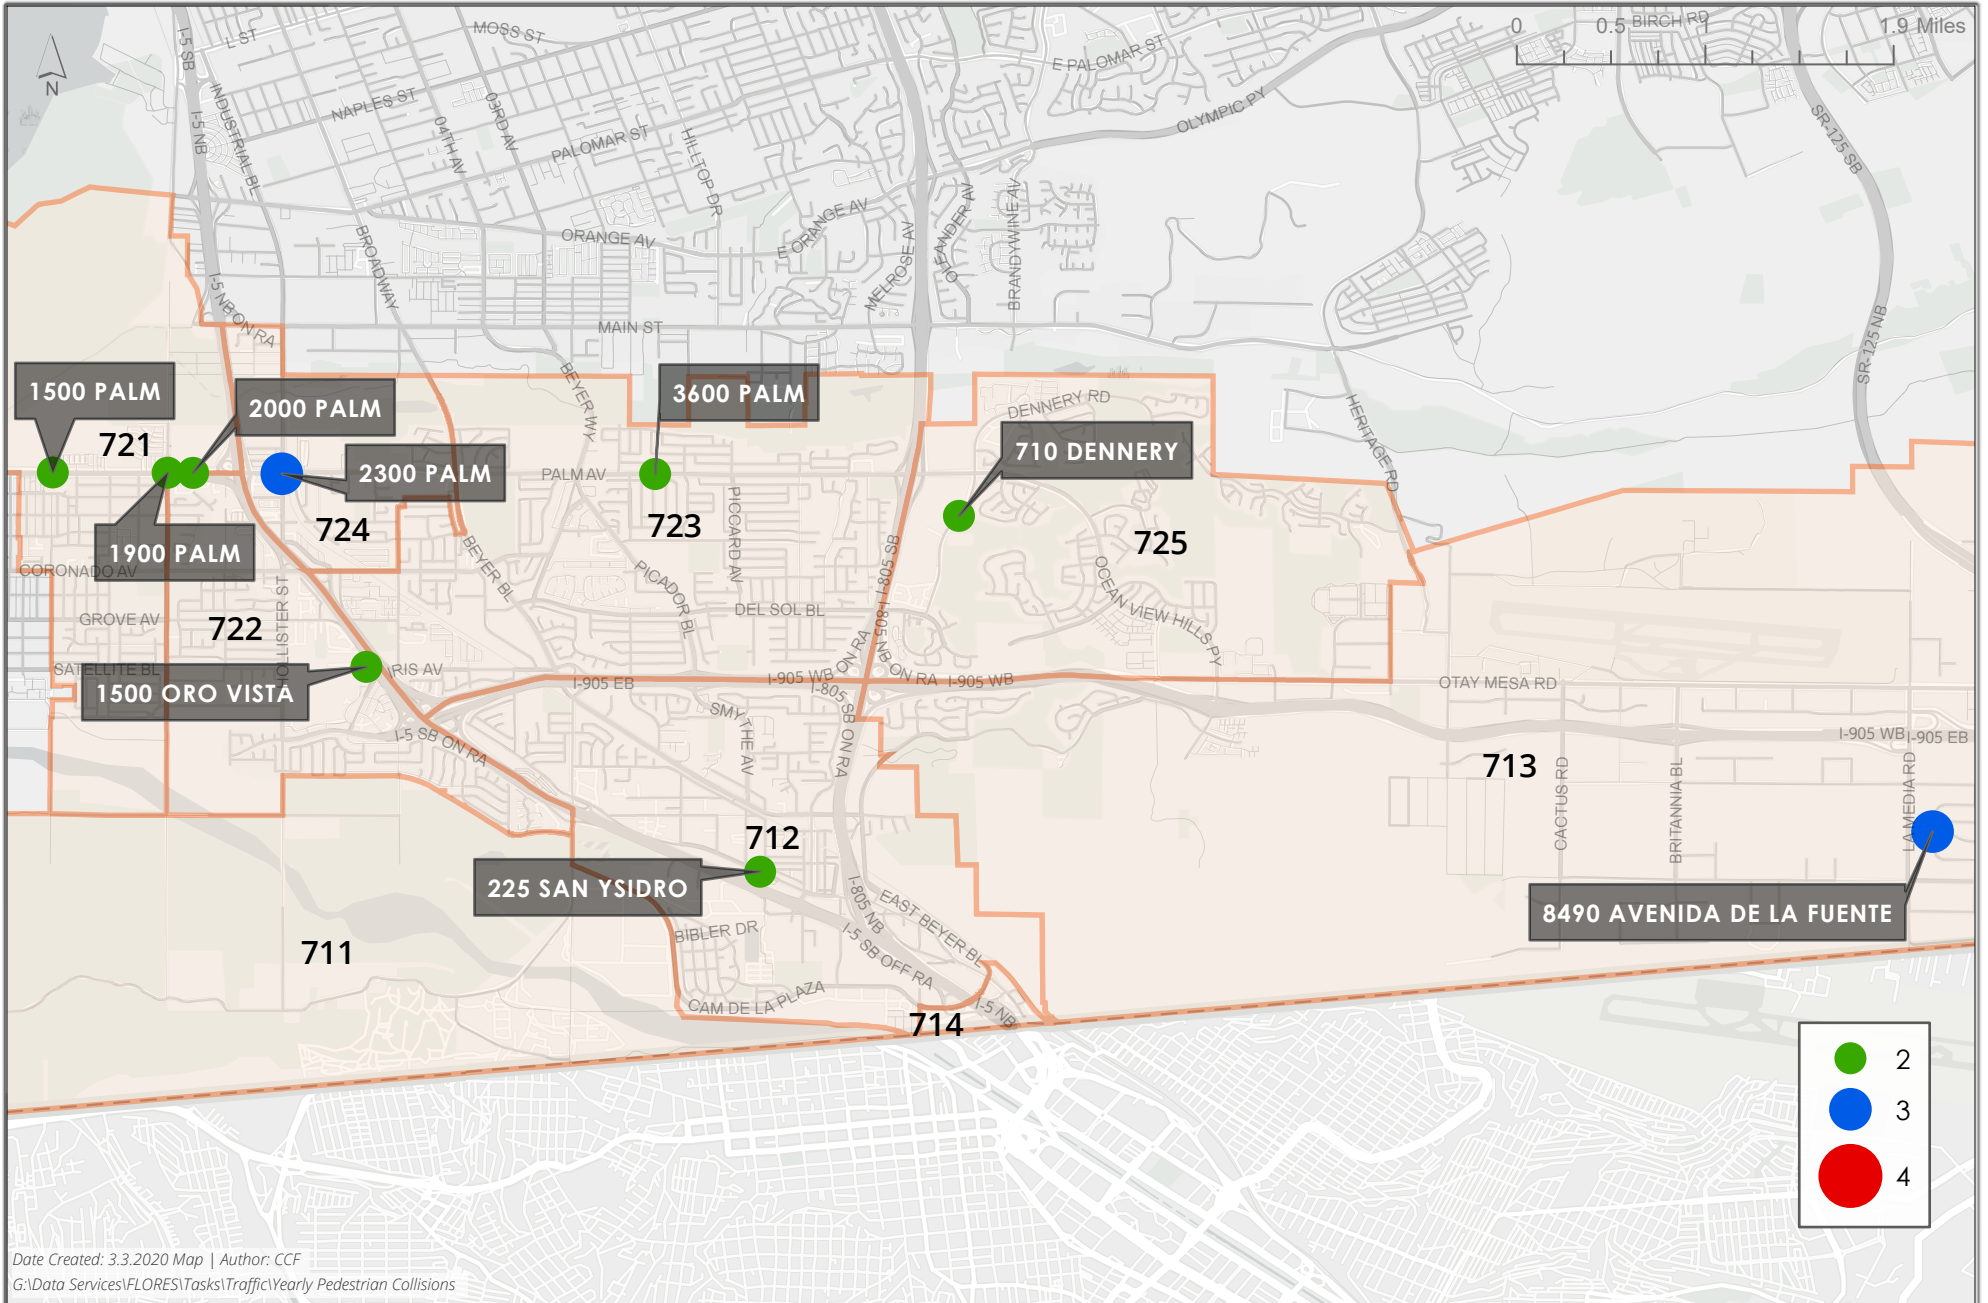 0 0.5 1 1.9 Miles
N
I-5 SB
L ST
MOSS ST
E PALOMAR ST
BIRCH RD
I-5 NB
INDUSTRIAL BL
NAPLES ST
04TH AV
03RD AV
PALOMAR ST
HILLTOP DR
OLYMPIC PY
SR-125 SB
BROADWAY
ORANGE AV
E ORANGE AV
MELROSE AV
OLEANDER AV
BRANDYWINE AV
I-5 NB ON RA
MAIN ST
SR-125 NB
1500 PALM
2000 PALM
BEYER WY
3600 PALM
DENNERY RD
HERITAGE RD
721
2300 PALM
PALM AV
710 DENNERY
1900 PALM
724
723
PICCARD AV
725
CORONADO AV
BEYER BL
PICADOR BL
I-805 SB
I-805 NB ON RA
OCEAN VIEW HILLS PY
GROVE AV
722
HOLLISTER ST
DEL SOL BL
SATELLITE BL
1500 ORO VISTA
IRIS AV
I-905 EB
I-905 WB ON RA
I-905 WB
OTAY MESA RD
I-805 SB ON RA
SMYTHE AV
I-5 SB ON RA
I-905 WB
I-905 EB
713
CACTUS RD
BRITANNIA BL
LA MEDIA RD
712
225 SAN YSIDRO
I-805 NB
EAST BEYER BL
8490 AVENIDA DE LA FUENTE
BIBLER DR
I-5 SB OFF RA
711
CAM DE LA PLAZA
I-5 NB
714
2
3
4
Date Created: 3.3.2020 Map | Author: CCF
G:\Data Services\FLORES\Tasks\Traffic\Yearly Pedestrian Collisions